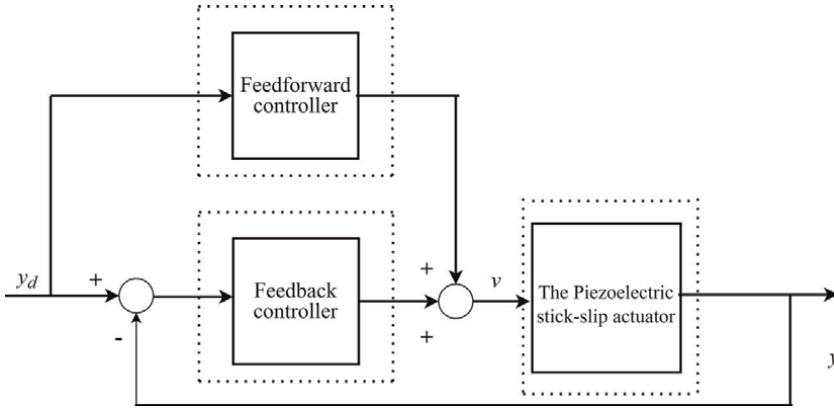 Feedforward
controller
y_d
+
-
Feedback
controller
+
+
v
The Piezoelectric
stick-slip actuator
y